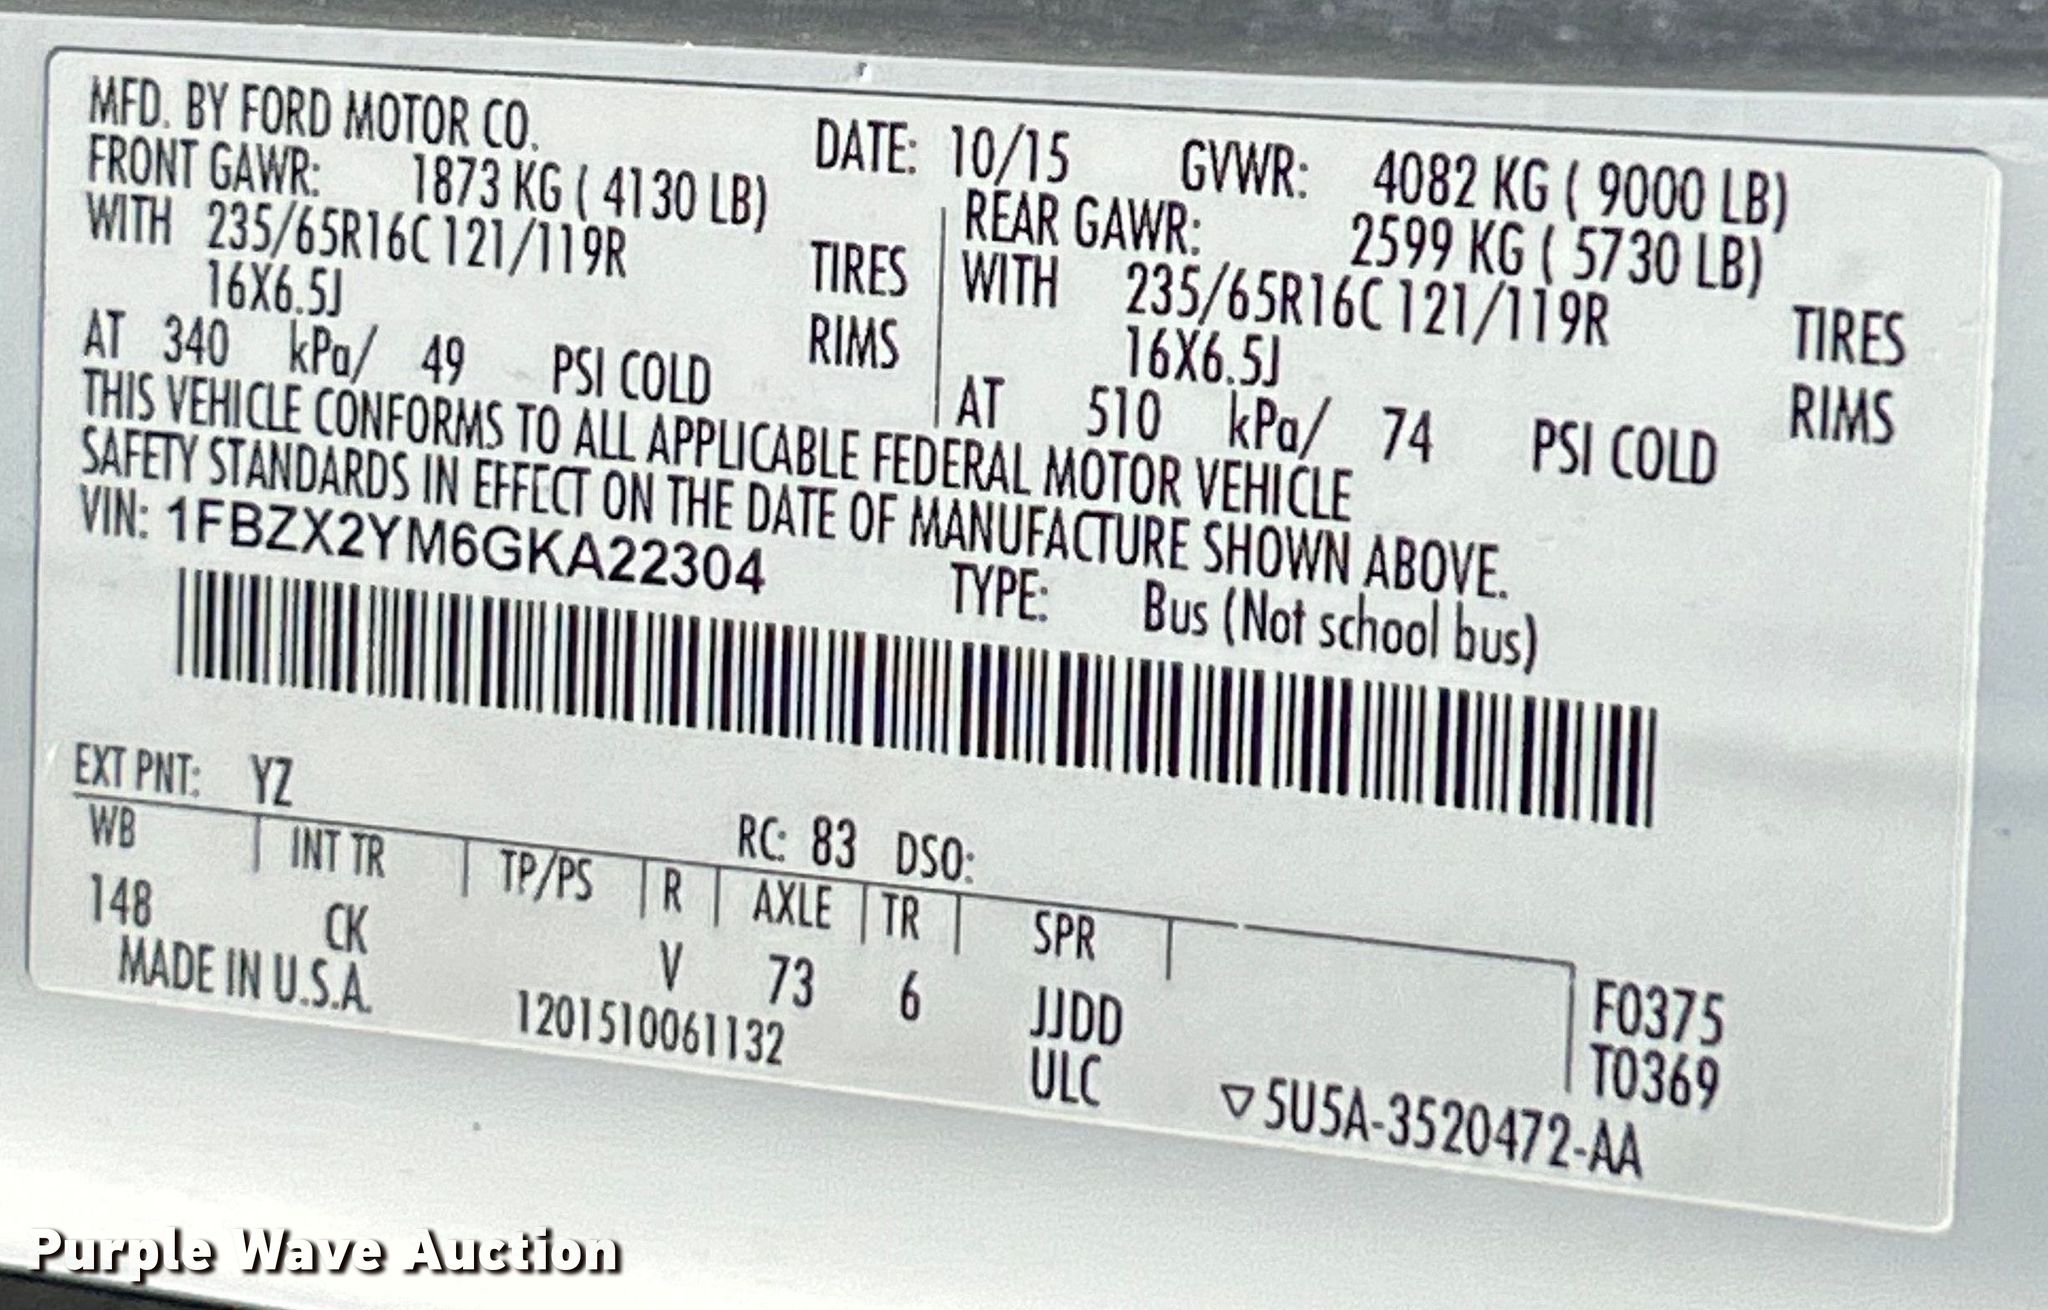 MFD. BY FORD MOTOR CO.
DATE: 10/15 GVWR: 4082 KG ( 9000 LB)
FRONT GAWR: 1873 KG ( 4130 LB)
REAR GAWR: 2599 KG ( 5730 LB)
WITH 235/65R16C 121/119R TIRES
WITH 235/65R16C 121/119R TIRES
16X6.5J RIMS
16X6.5J RIMS
AT 340 kPa/ 49 PSI COLD
AT 510 kPa/ 74 PSI COLD
THIS VEHICLE CONFORMS TO ALL APPLICABLE FEDERAL MOTOR VEHICLE
SAFETY STANDARDS IN EFFECT ON THE DATE OF MANUFACTURE SHOWN ABOVE.
VIN: 1FBZX2YM6GKA22304
TYPE: Bus (Not school bus)
EXT PNT: YZ RC: 83 DSO:
WB INT TR TP/PS R AXLE TR SPR
148 CK V 73 6 JJDD
F0375
MADE IN U.S.A. 1201510061132 ULC
T0369
▽5U5A-3520472-AA
Purple Wave Auction